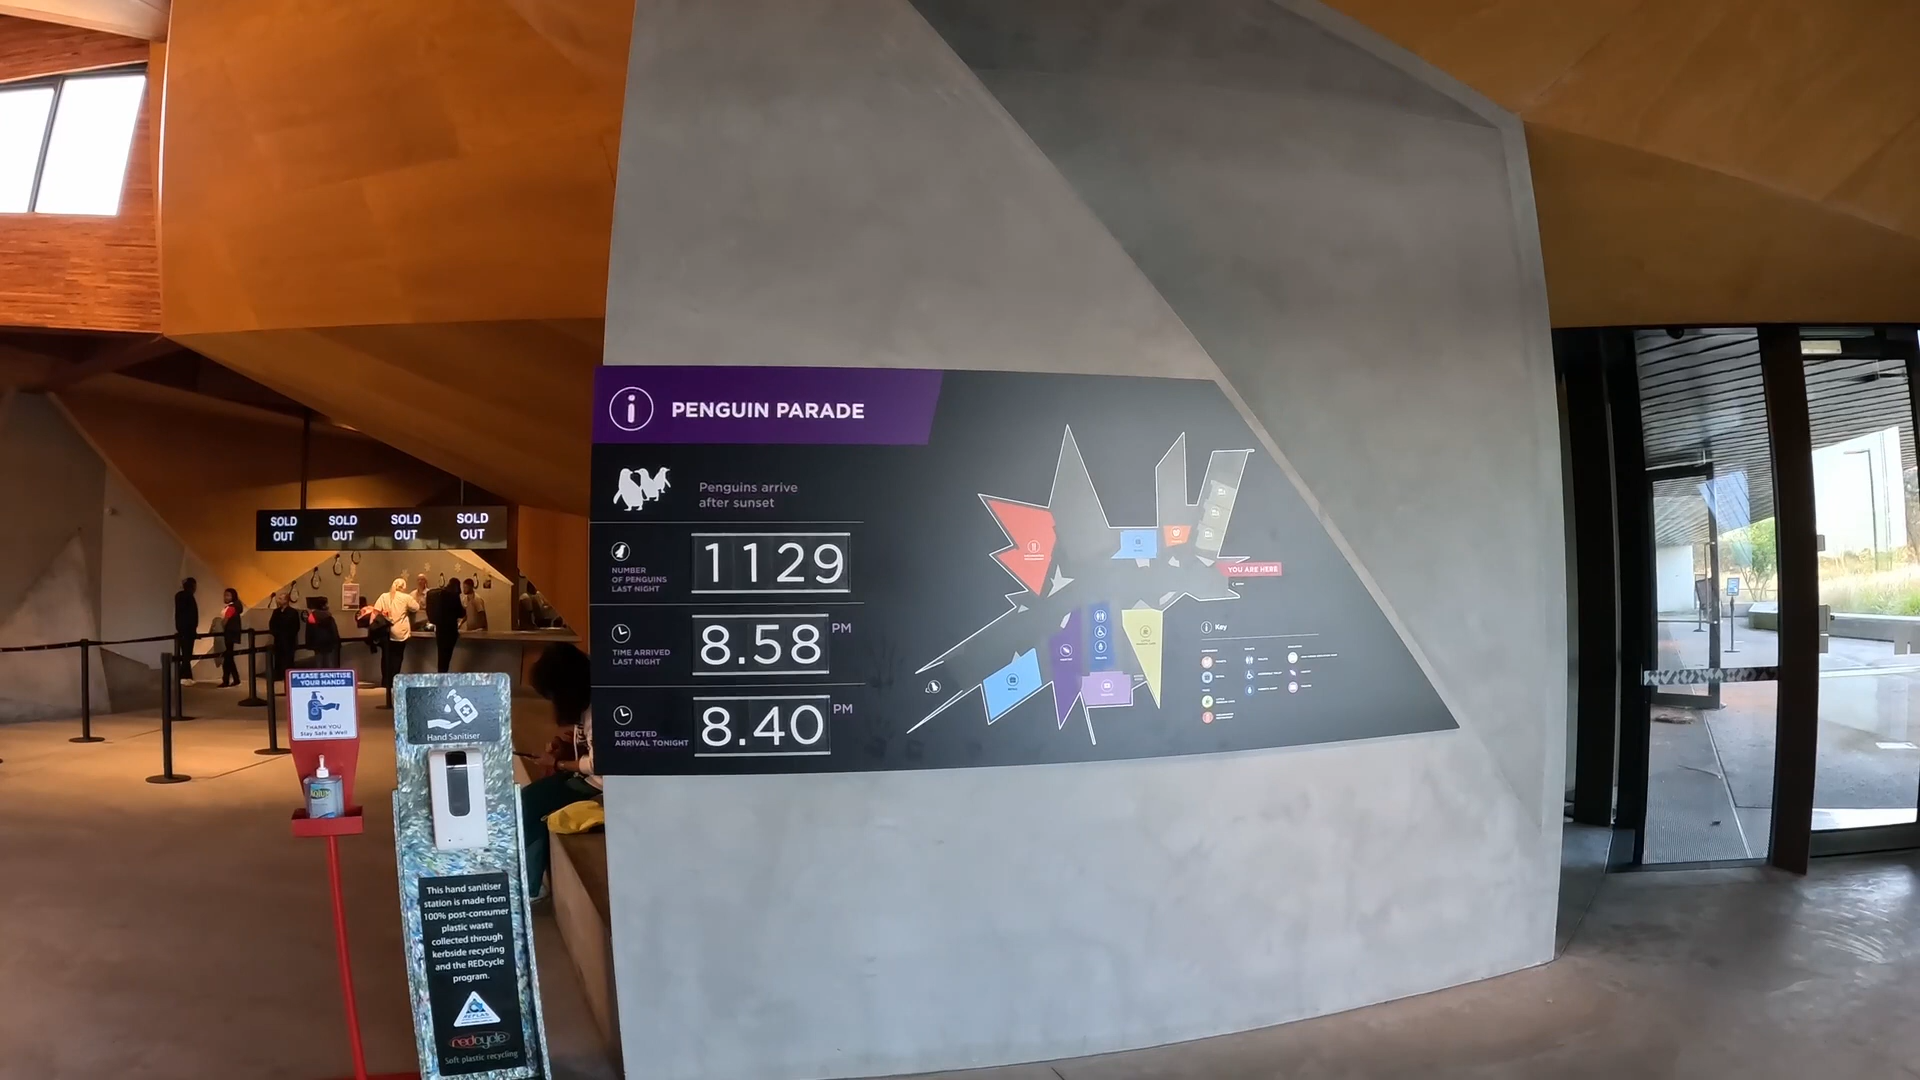 PENGUIN PARADE
Penguins arrive
after sunset
NUMBER
OF PENGUINS
LAST NIGHT
1129
TIME ARRIVED
LAST NIGHT
8.58 PM
EXPECTED
ARRIVAL TONIGHT
8.40 PM
YOU ARE HERE
Key
SOLD OUT
SOLD OUT
SOLD OUT
SOLD OUT
PLEASE SANITISE
YOUR HANDS
THANK YOU
Stay Safe & Well
Hand Sanitiser
This hand sanitiser
station is made from
100% post-consumer
plastic waste
collected through
kerbside recycling
and the REDcycle
program.
redcycle
Soft plastic recycling